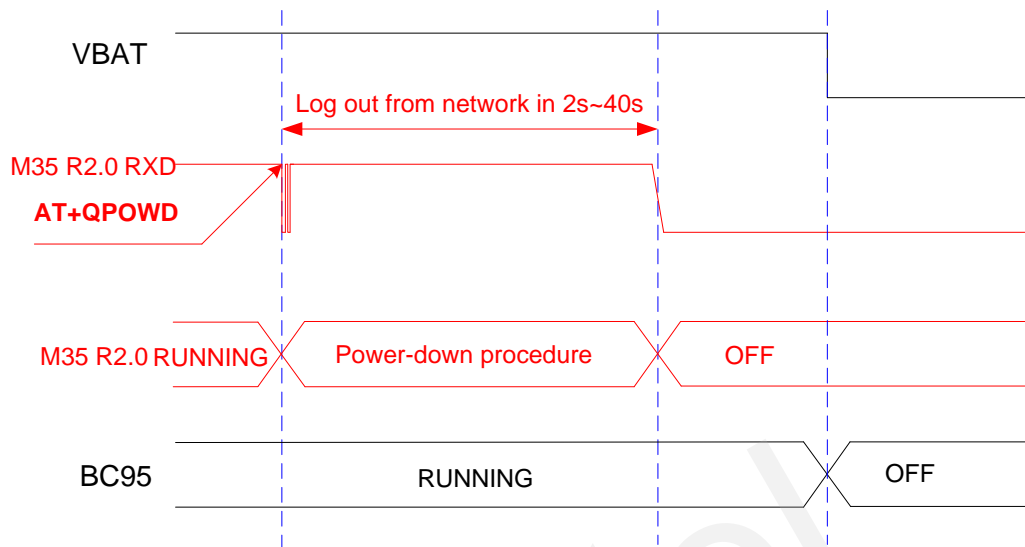 VBAT
Log out from network in 2s~40s
M35 R2.0 RXD
AT+QPOWD
M35 R2.0 RUNNING
Power-down procedure
OFF
BC95
RUNNING
OFF